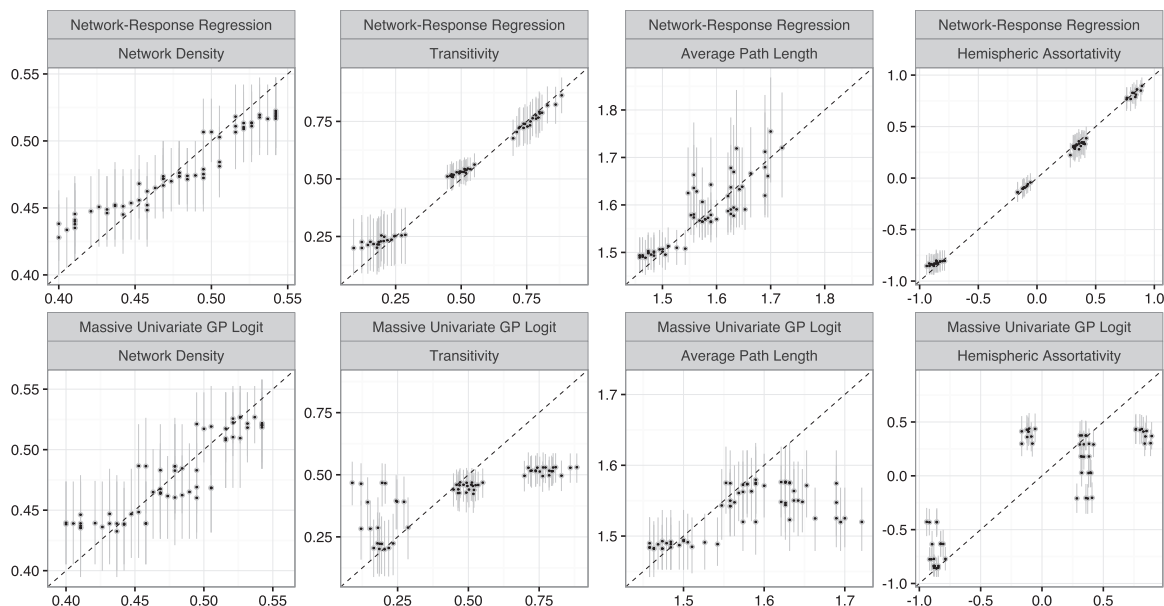 Network-Response Regression Network-Response Regression Network-Response Regression Network-Response Regression
Network Density Transitivity Average Path Length Hemispheric Assortativity
0.55
0.50
0.45
0.40
0.40 0.45 0.50 0.55
0.75
0.50
0.25
0.25 0.50 0.75
1.8
1.7
1.6
1.5
1.5 1.6 1.7 1.8
1.0
0.5
0.0
-0.5
-1.0
-1.0 -0.5 0.0 0.5 1.0
Massive Univariate GP Logit Massive Univariate GP Logit Massive Univariate GP Logit Massive Univariate GP Logit
Network Density Transitivity Average Path Length Hemispheric Assortativity
0.55
0.50
0.45
0.40
0.40 0.45 0.50 0.55
0.75
0.50
0.25
0.25 0.50 0.75
1.7
1.6
1.5
1.5 1.6 1.7
0.5
0.0
-0.5
-1.0
-1.0 -0.5 0.0 0.5